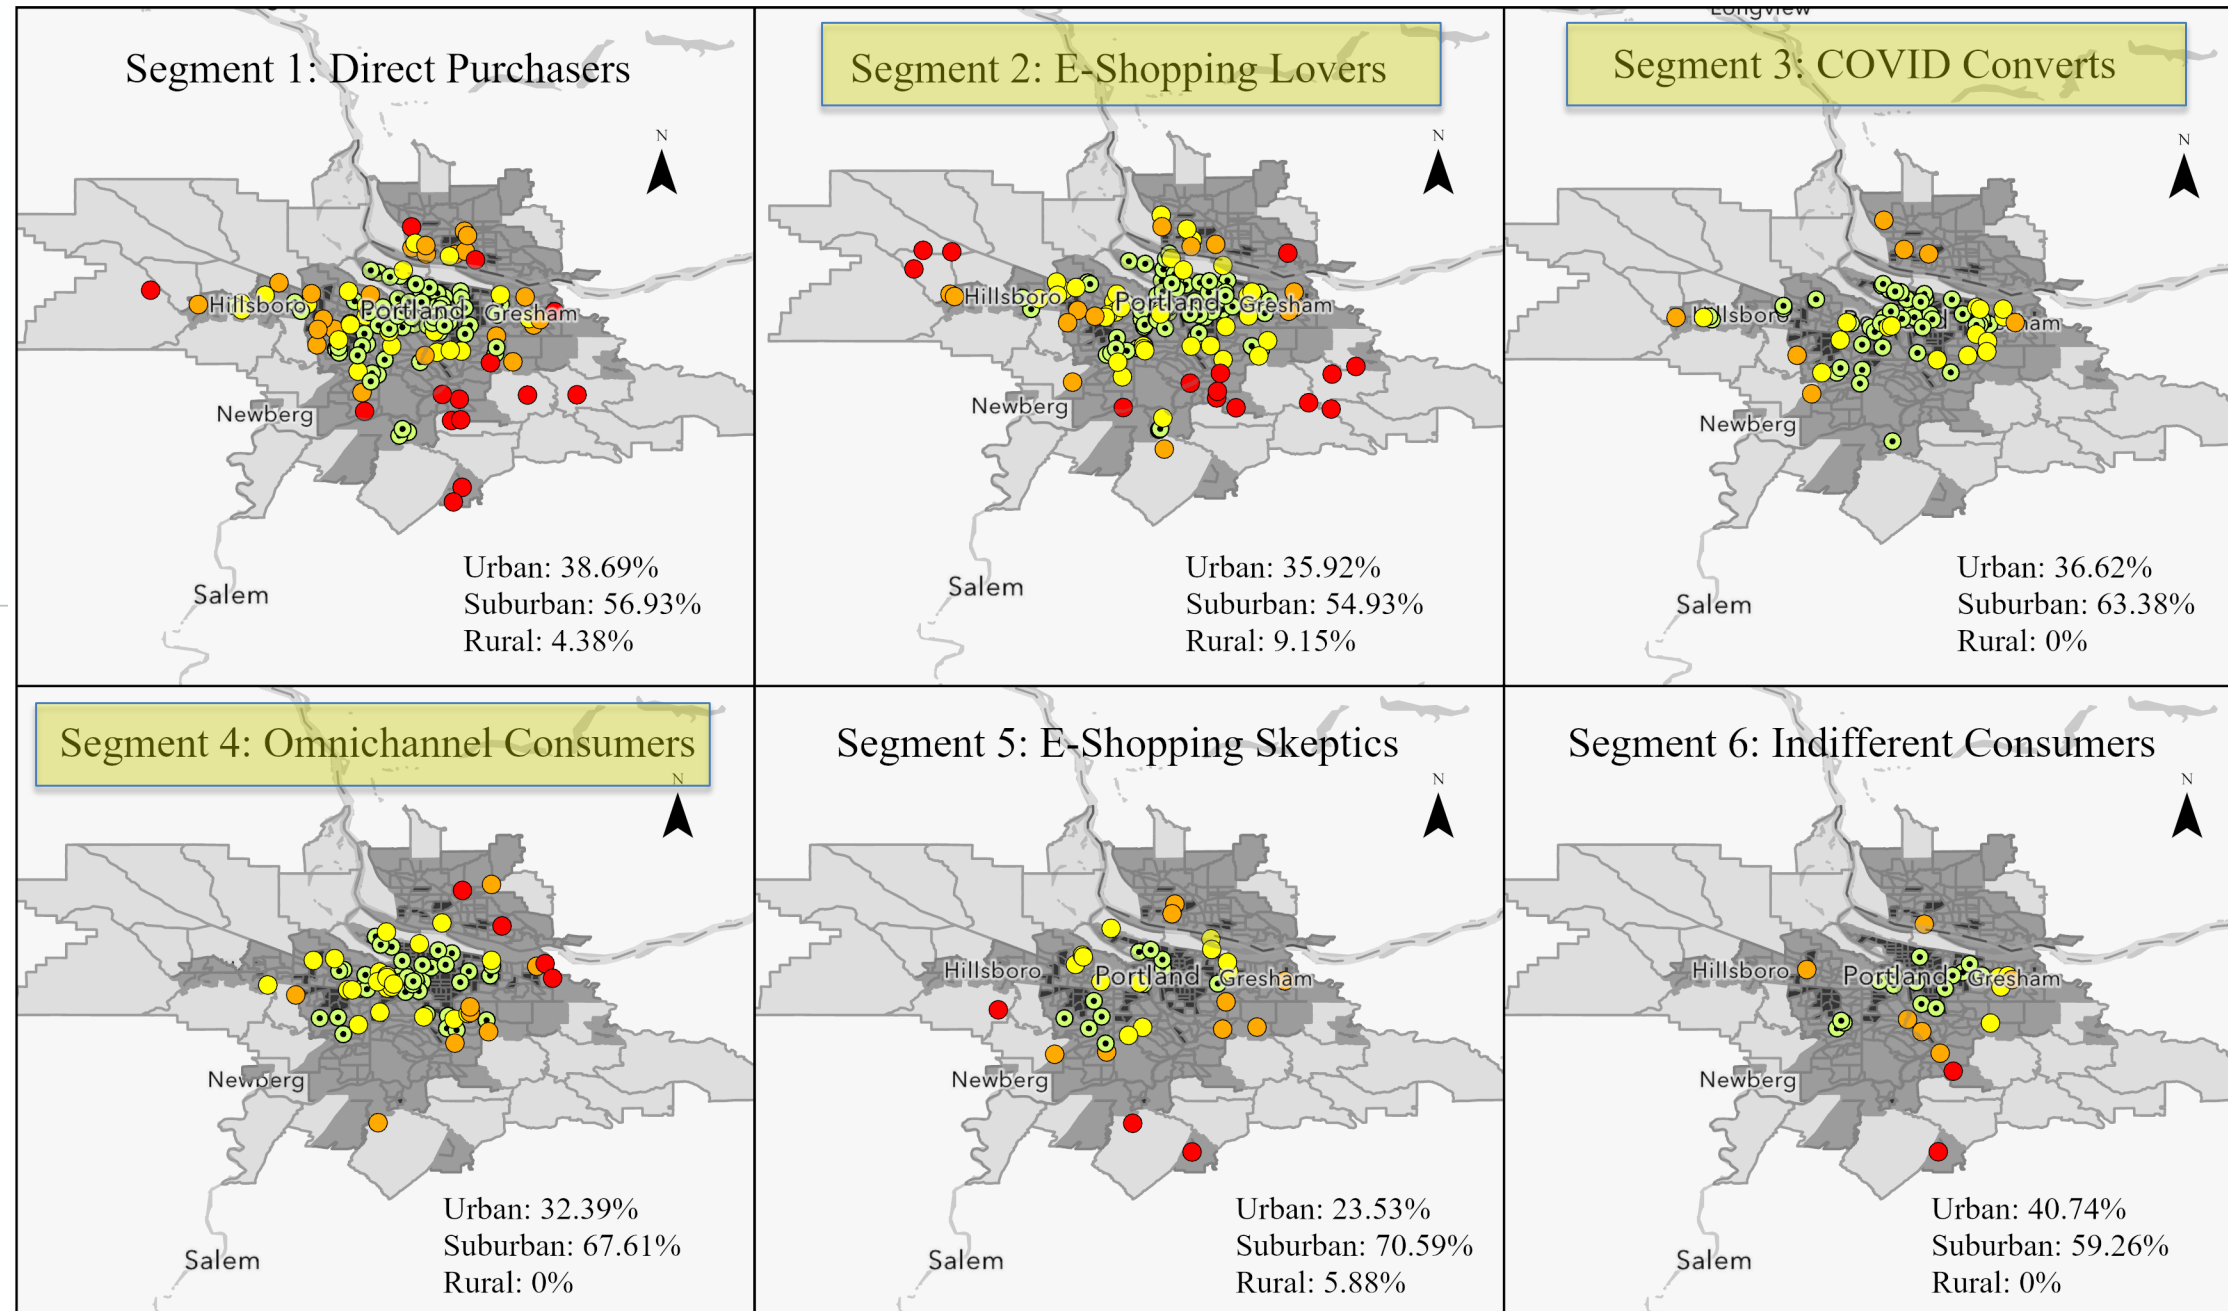 Segment 1: Direct Purchasers
N
Hillsboro
Portland
Gresham
Newberg
Salem
Urban: 38.69%
Suburban: 56.93%
Rural: 4.38%
Segment 2: E-Shopping Lovers
N
Hillsboro
Portland
Gresham
Newberg
Salem
Urban: 35.92%
Suburban: 54.93%
Rural: 9.15%
Longview
Segment 3: COVID Converts
N
Newberg
Salem
Urban: 36.62%
Suburban: 63.38%
Rural: 0%
Segment 4: Omnichannel Consumers
N
Newberg
Salem
Urban: 32.39%
Suburban: 67.61%
Rural: 0%
Segment 5: E-Shopping Skeptics
N
Hillsboro
Portland
Gresham
Newberg
Salem
Urban: 23.53%
Suburban: 70.59%
Rural: 5.88%
Segment 6: Indifferent Consumers
N
Hillsboro
Portland
Gresham
Newberg
Salem
Urban: 40.74%
Suburban: 59.26%
Rural: 0%